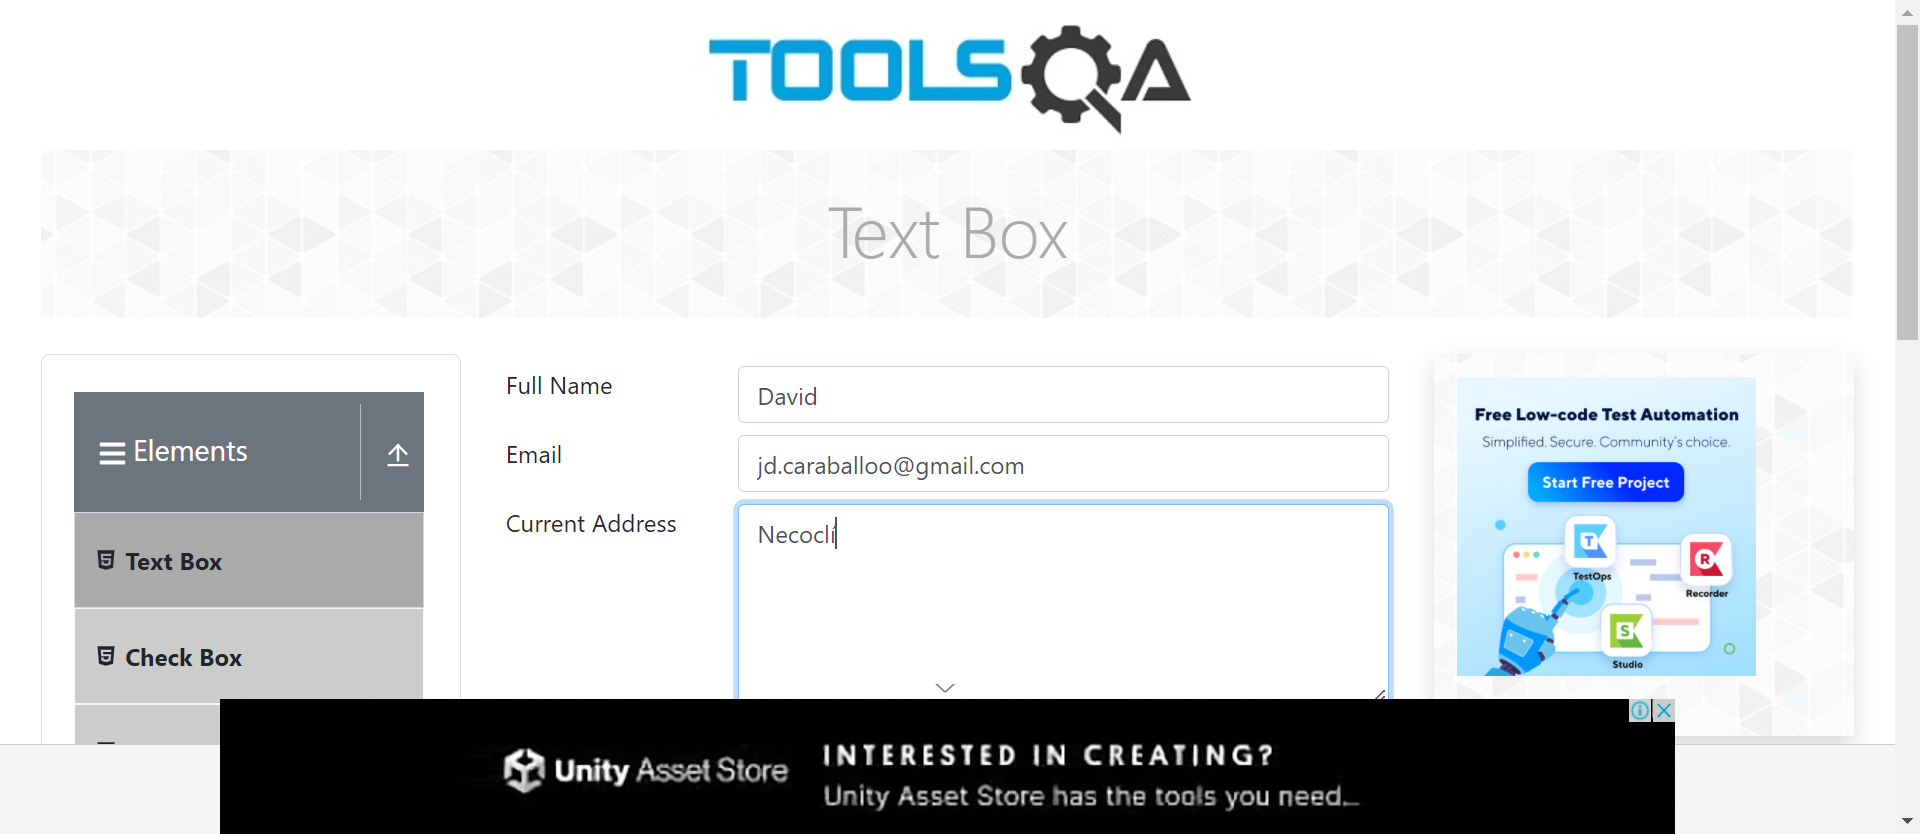 TOOLSQA
Text Box
Elements
Text Box
Check Box
Full Name
David
Email
jd.caraballoo@gmail.com
Current Address
Necoclí
Free Low-code Test Automation
Simplified. Secure. Community's choice.
Start Free Project
TestOps
Recorder
Studio
Unity Asset Store
INTERESTED IN CREATING?
Unity Asset Store has the tools you need...